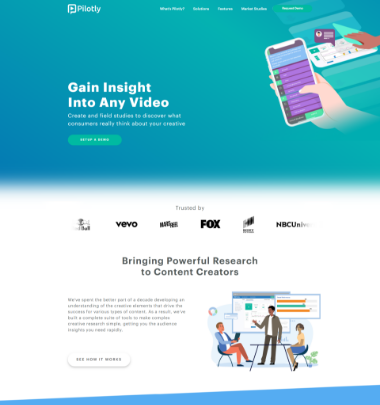 Pilotly
What's Pilotly? Solutions Features Market Studies Request Demo
Gain Insight
Into Any Video
Create and field studies to discover what
consumers really think about your creative
Trusted by
vevo
FOX
NBCUniver
Bringing Powerful Research
to Content Creators
We've spent the better part of a decade developing an
understanding of the creative elements that drive the
success for various types of content. As a result, we've
built a complete suite of tools to make complex
creative research simple, getting you the audience
insights you need rapidly.
SEE HOW IT WORKS